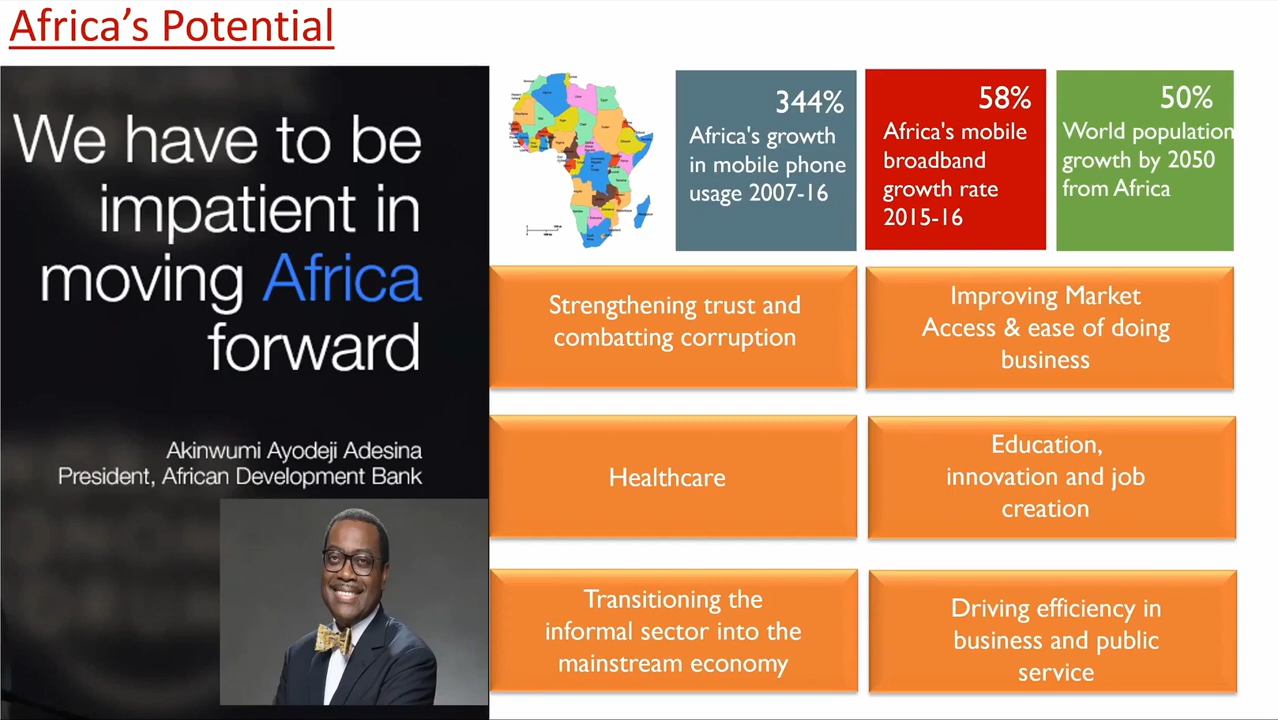 Africa's Potential
We have to be
impatient in
moving Africa
forward
Akinwumi Ayodeji Adesina
President, African Development Bank
344%
Africa's growth
in mobile phone
usage 2007-16
58%
Africa's mobile
broadband
growth rate
2015-16
50%
World population
growth by 2050
from Africa
Strengthening trust and
combatting corruption
Improving Market
Access & ease of doing
business
Healthcare
Education,
innovation and job
creation
Transitioning the
informal sector into the
mainstream economy
Driving efficiency in
business and public
service